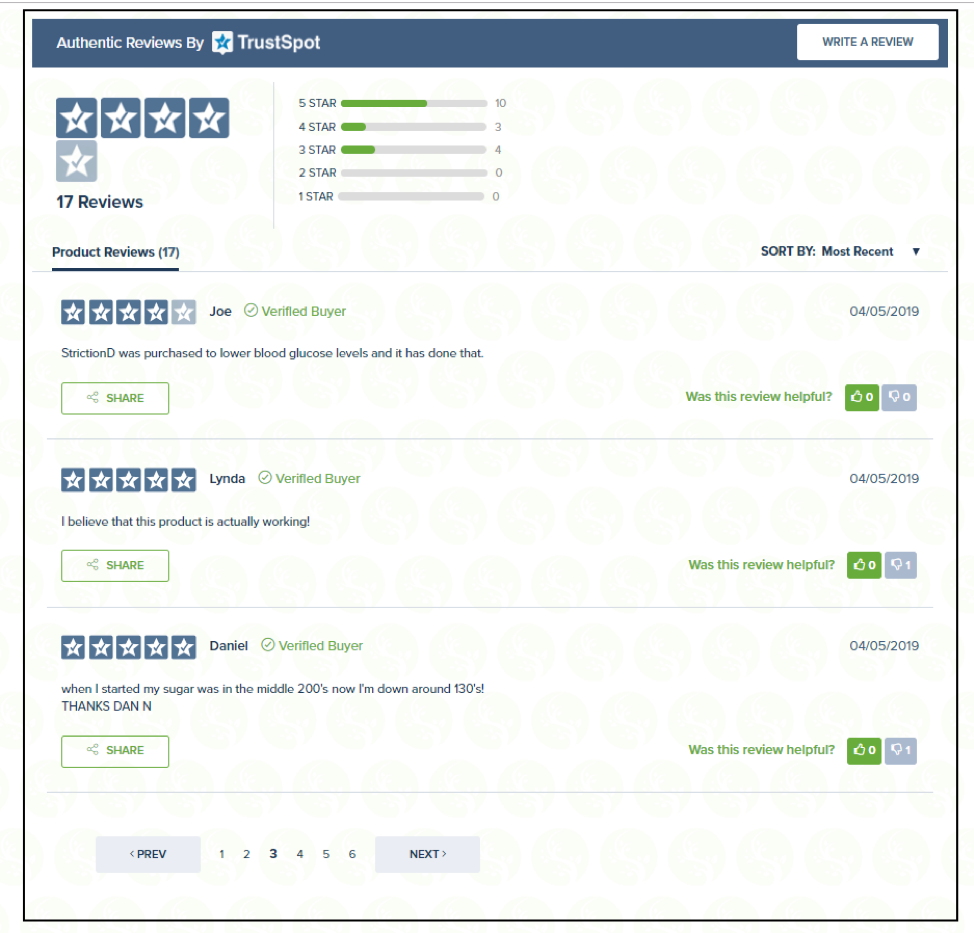 Authentic Reviews By TrustSpot
WRITE A REVIEW
5 STAR 10
4 STAR 3
3 STAR 4
2 STAR 0
1 STAR 0
17 Reviews
Product Reviews (17)
SORT BY: Most Recent ▼
Joe Verified Buyer 04/05/2019
StrictionD was purchased to lower blood glucose levels and it has done that.
SHARE
Was this review helpful? 0 0
Lynda Verified Buyer 04/05/2019
I believe that this product is actually working!
SHARE
Was this review helpful? 0 1
Daniel Verified Buyer 04/05/2019
when I started my sugar was in the middle 200's now I'm down around 130's!
THANKS DAN N
SHARE
Was this review helpful? 0 1
‹ PREV 1 2 3 4 5 6 NEXT ›